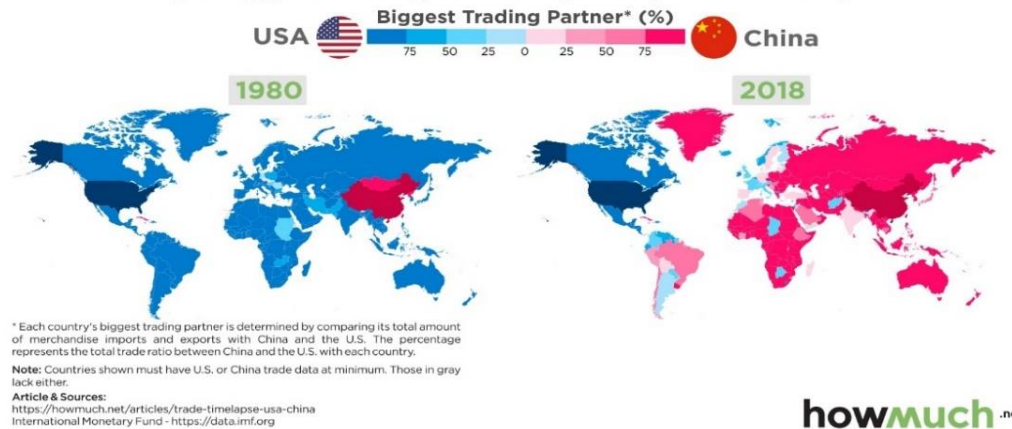 Biggest Trading Partner* (%)
USA
China
75 50 25 0 25 50 75
1980
2018
* Each country's biggest trading partner is determined by comparing its total amount
of merchandise imports and exports with China and the U.S. The percentage
represents the total trade ratio between China and the U.S. with each country.
Note: Countries shown must have U.S. or China trade data at minimum. Those in gray
lack either.
Article & Sources:
https://howmuch.net/articles/trade-timelapse-usa-china
International Monetary Fund - https://data.imf.org
howmuch